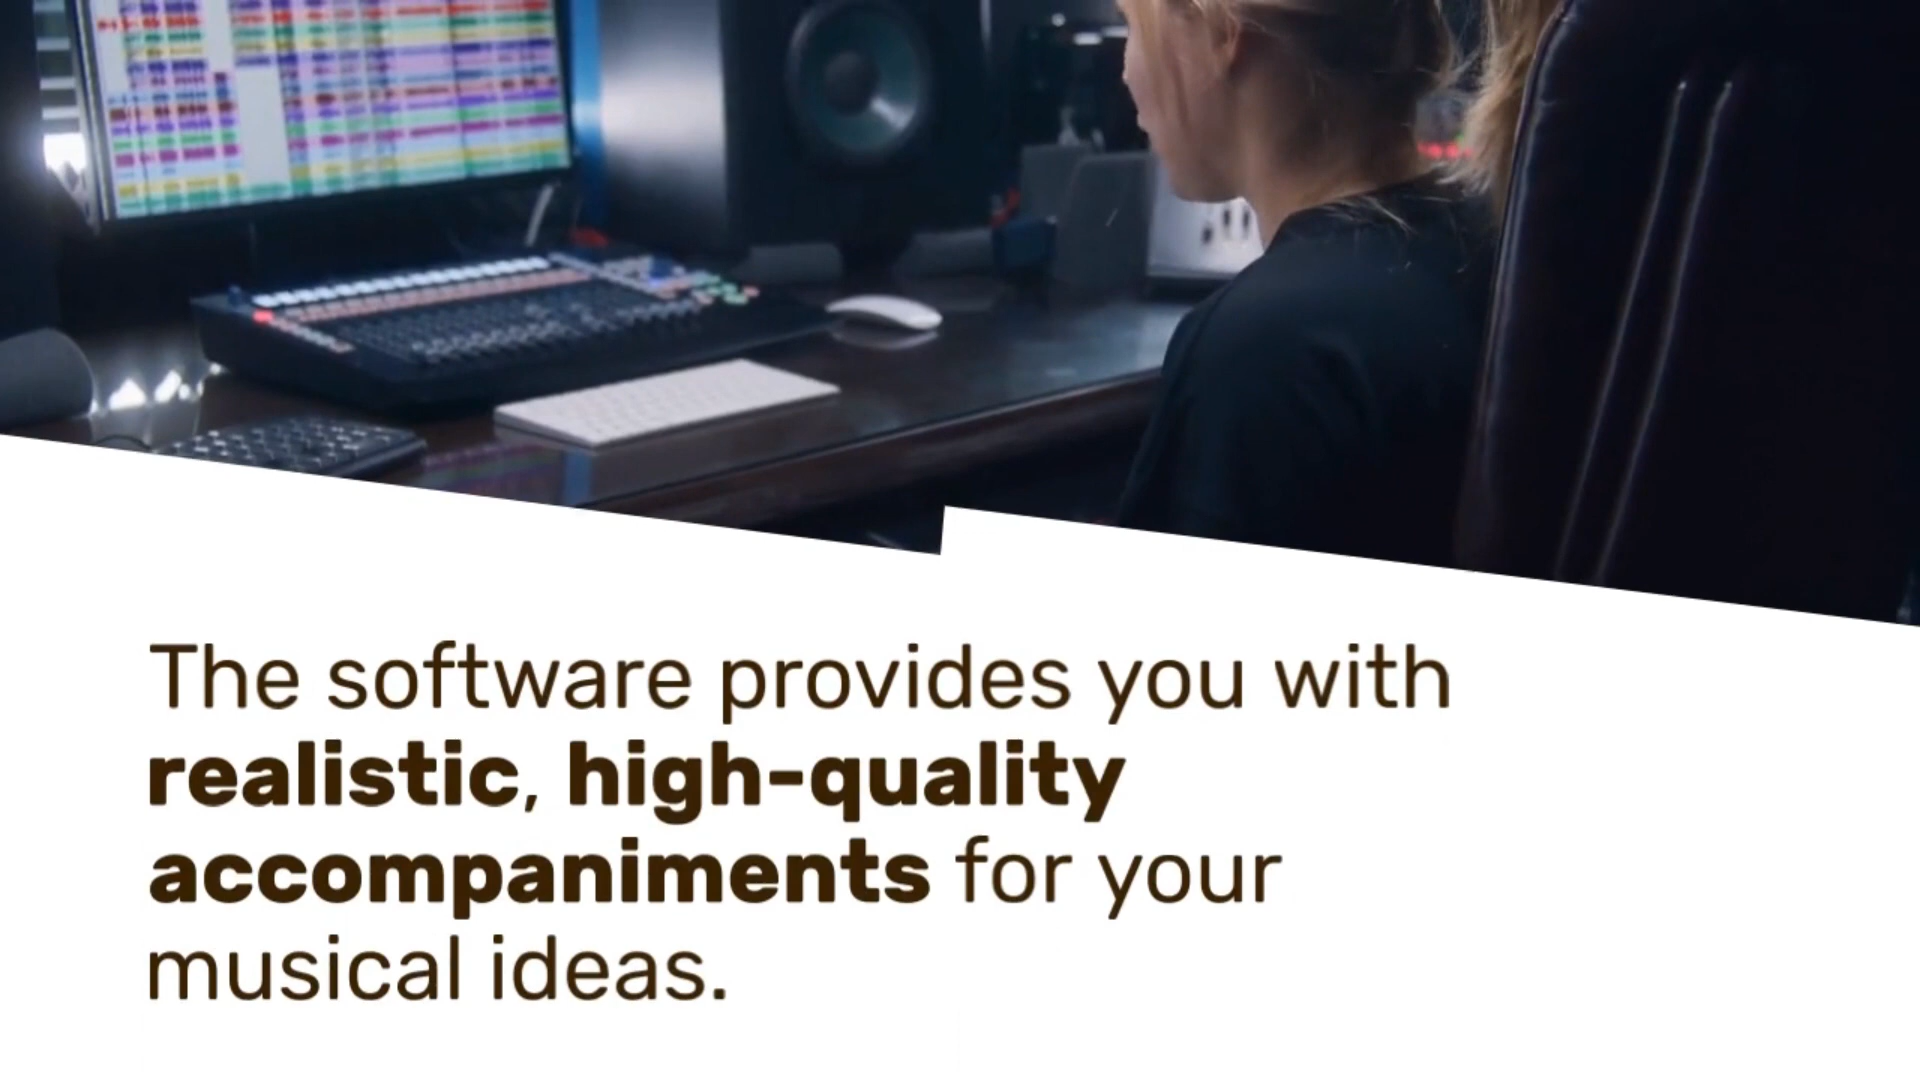 The software provides you with
realistic, high-quality
accompaniments for your
musical ideas.